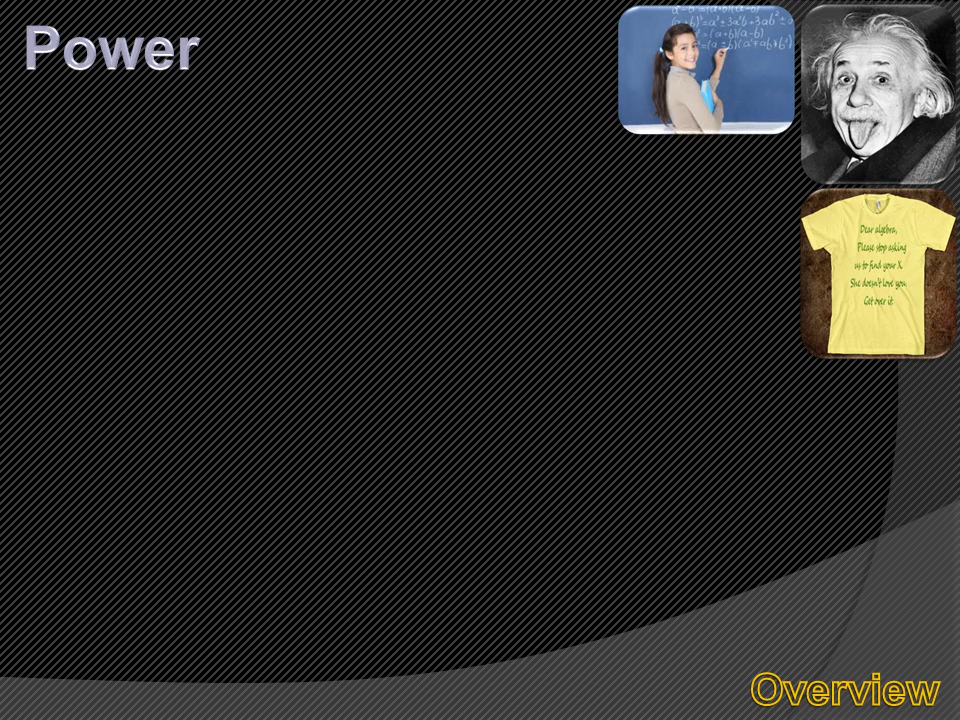 Power
Dear algebra,
Please stop asking
us to find your X.
She doesn't love you.
Get over it
Overview